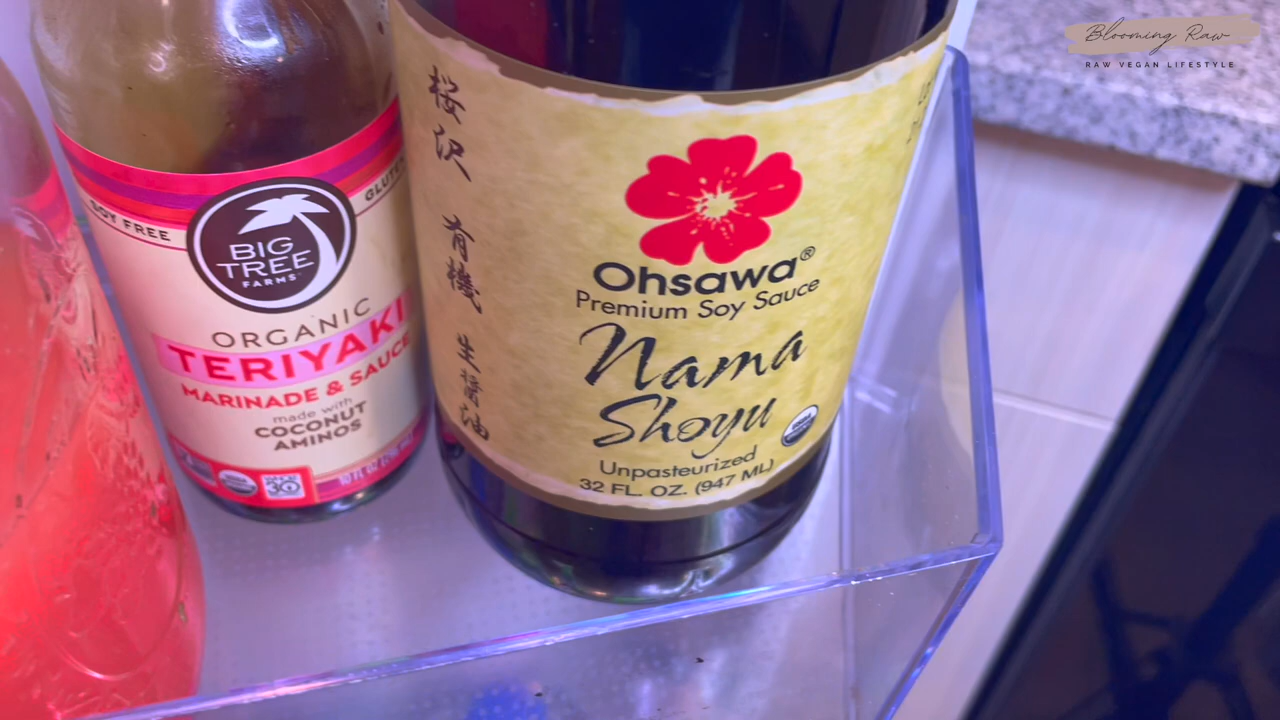 Blooming Raw
RAW VEGAN LIFESTYLE
SOY FREE
BIG
TREE
FARMS
ORGANIC
TERIYAKI
MARINADE & SAUCE
made with
COCONUT
AMINOS
桜沢 有機 生醤油
Ohsawa®
Premium Soy Sauce
Nama
Shoyu
USDA
Unpasteurized
32 FL. OZ. (947 ML)